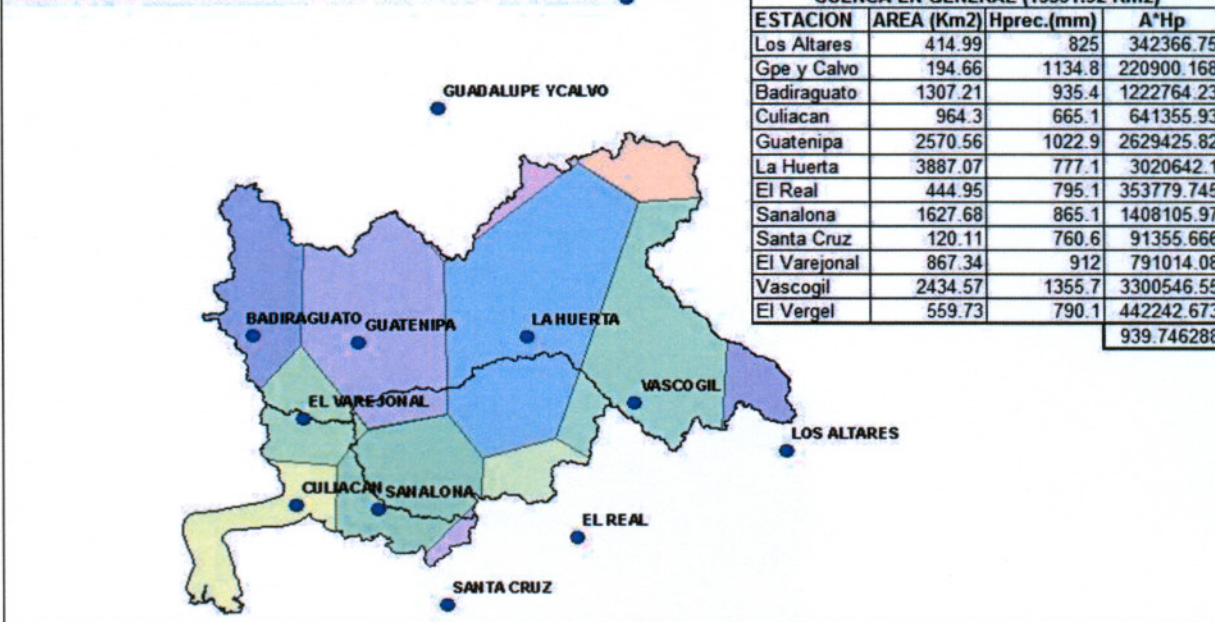 ESTACION AREA (Km2) Hprec.(mm) A*Hp
Los Altares 414.99 825 342366.75
Gpe y Calvo 194.66 1134.8 220900.168
Badiraguato 1307.21 935.4 1222764.23
Culiacan 964.3 665.1 641355.93
Guatenipa 2570.56 1022.9 2629425.82
La Huerta 3887.07 777.1 3020642.1
El Real 444.95 795.1 353779.745
Sanalona 1627.68 865.1 1408105.97
Santa Cruz 120.11 760.6 91355.666
El Varejonal 867.34 912 791014.08
Vascogil 2434.57 1355.7 3300546.55
El Vergel 559.73 790.1 442242.673
939.746288
GUADALUPE YCALVO
BADIRAGUATO
GUATENIPA
LA HUERTA
EL VAREJONAL
VASCOGIL
LOS ALTARES
CULIACAN
SANALONA
EL REAL
SANTA CRUZ